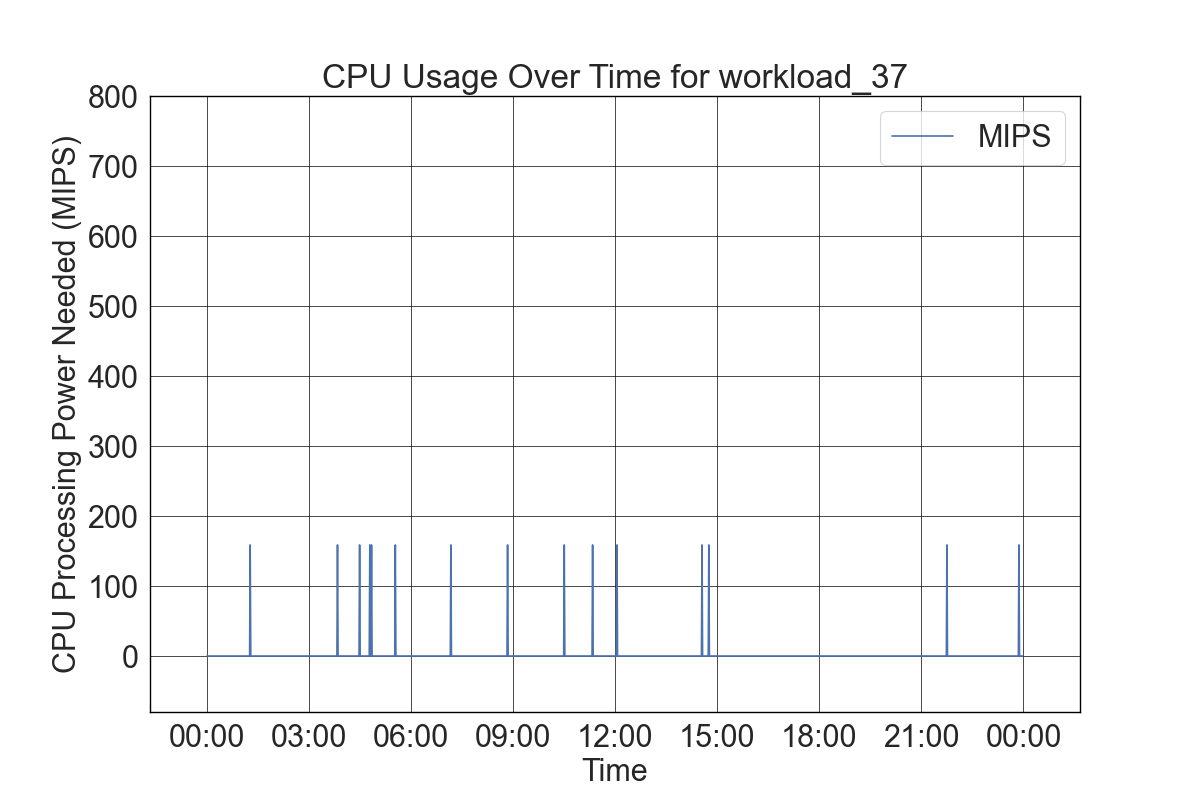 CPU Usage Over Time for workload_37
MIPS
CPU Processing Power Needed (MIPS)
800
700
600
500
400
300
200
100
0
00:00 03:00 06:00 09:00 12:00 15:00 18:00 21:00 00:00
Time